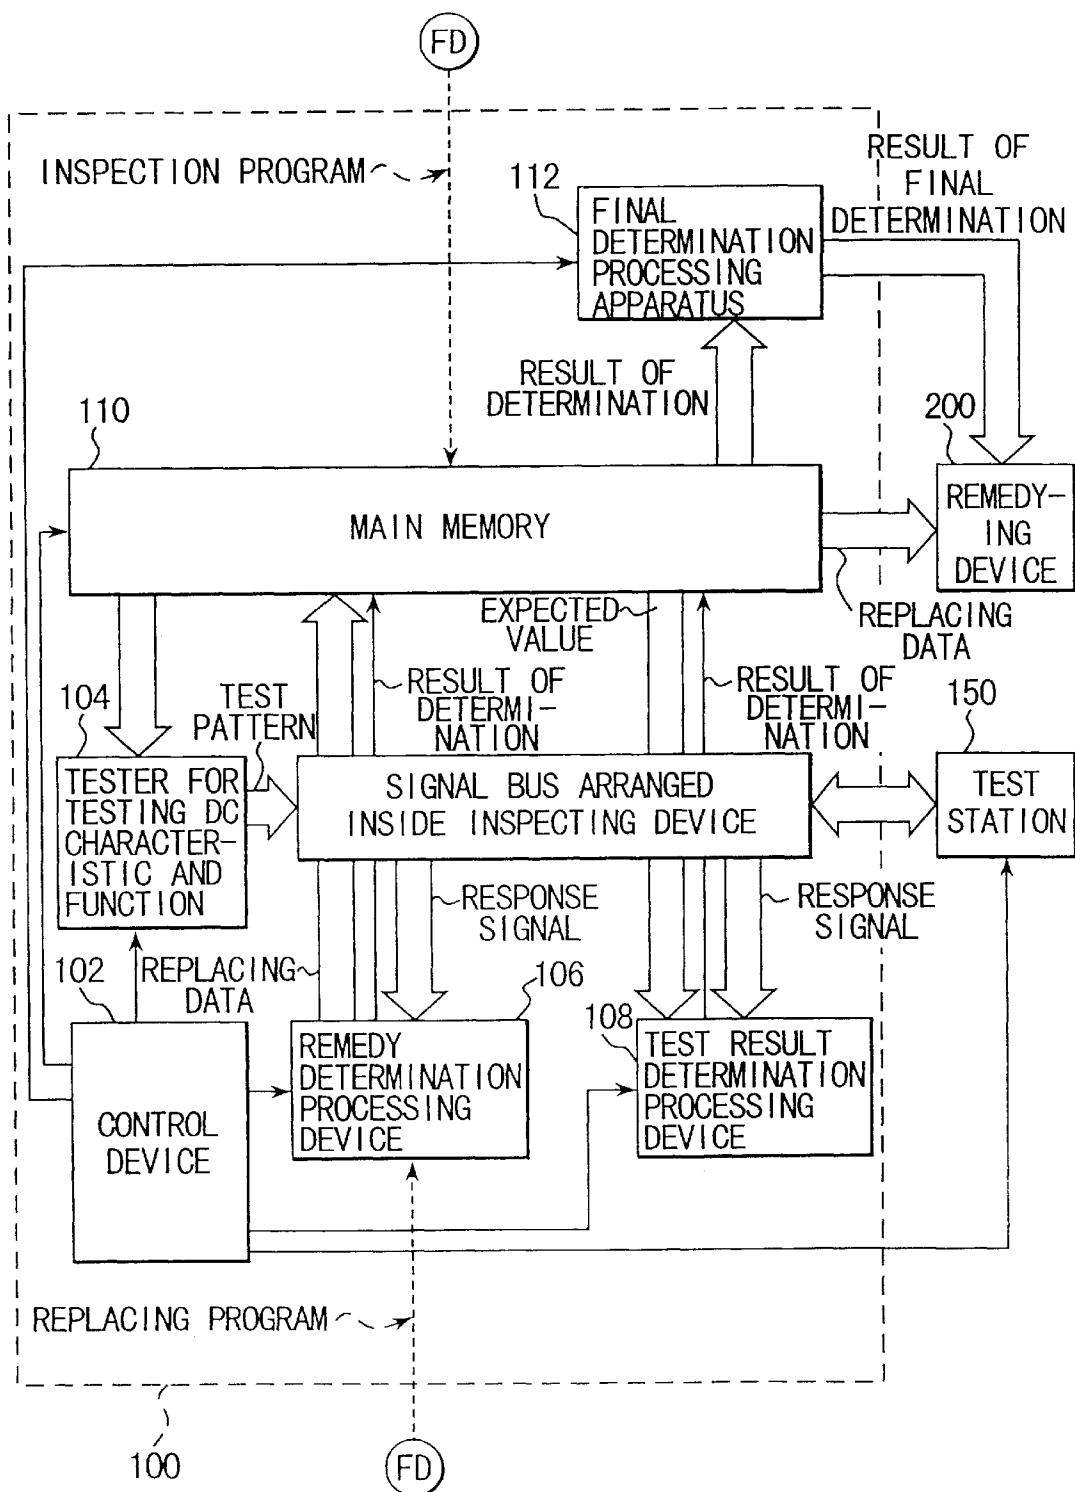 FD
INSPECTION PROGRAM
RESULT OF
FINAL
DETERMINATION
112
FINAL
DETERMINATION
PROCESSING
APPARATUS
RESULT OF
DETERMINATION
110
200
MAIN MEMORY
REMEDY-
ING
DEVICE
EXPECTED
VALUE
REPLACING
DATA
RESULT OF
DETERMI-
NATION
RESULT OF
DETERMI-
NATION
104
TEST
PATTERN
150
TESTER FOR
TESTING DC
CHARACTER-
ISTIC AND
FUNCTION
SIGNAL BUS ARRANGED
INSIDE INSPECTING DEVICE
TEST
STATION
RESPONSE
SIGNAL
RESPONSE
SIGNAL
102
REPLACING
DATA
106
108
CONTROL
DEVICE
REMEDY
DETERMINATION
PROCESSING
DEVICE
TEST RESULT
DETERMINATION
PROCESSING
DEVICE
REPLACING PROGRAM
100
FD